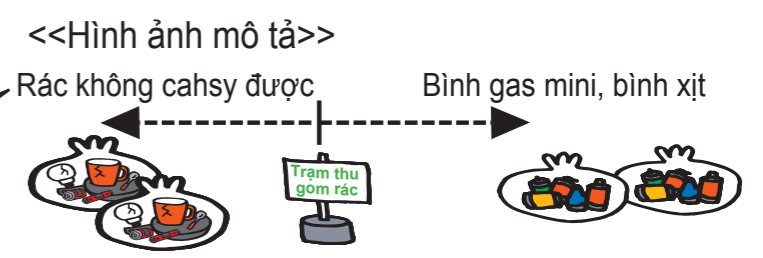 <<Hình ảnh mô tả>>
Rác không cahsy được
Bình gas mini, bình xịt
Trạm thu
gom rác